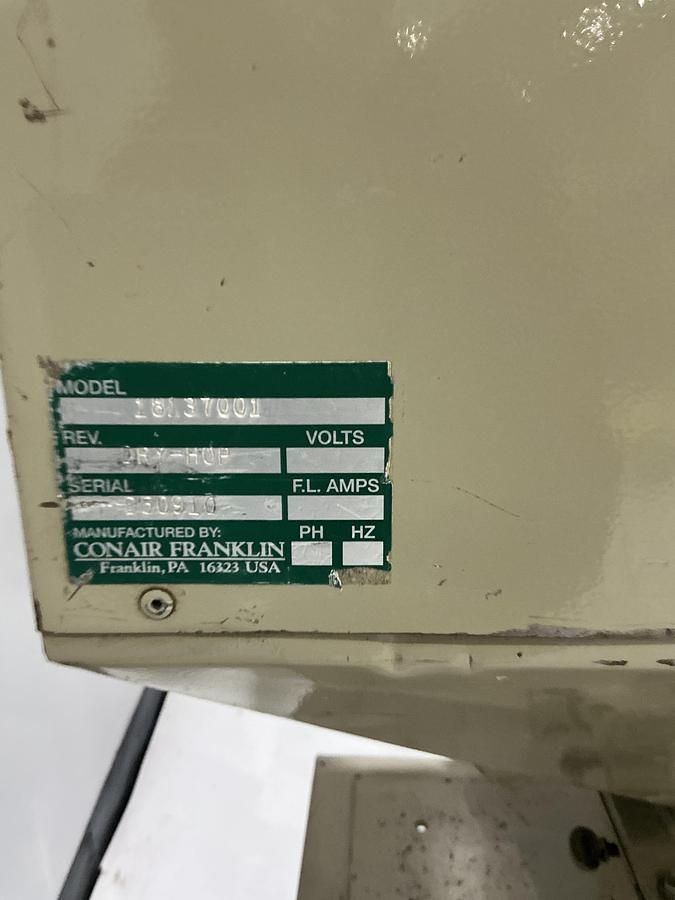 MODEL
18137001
REV. VOLTS
DRY-HOP
SERIAL F.L. AMPS
MANUFACTURED BY: PH HZ
CONAIR FRANKLIN
Franklin, PA 16323 USA